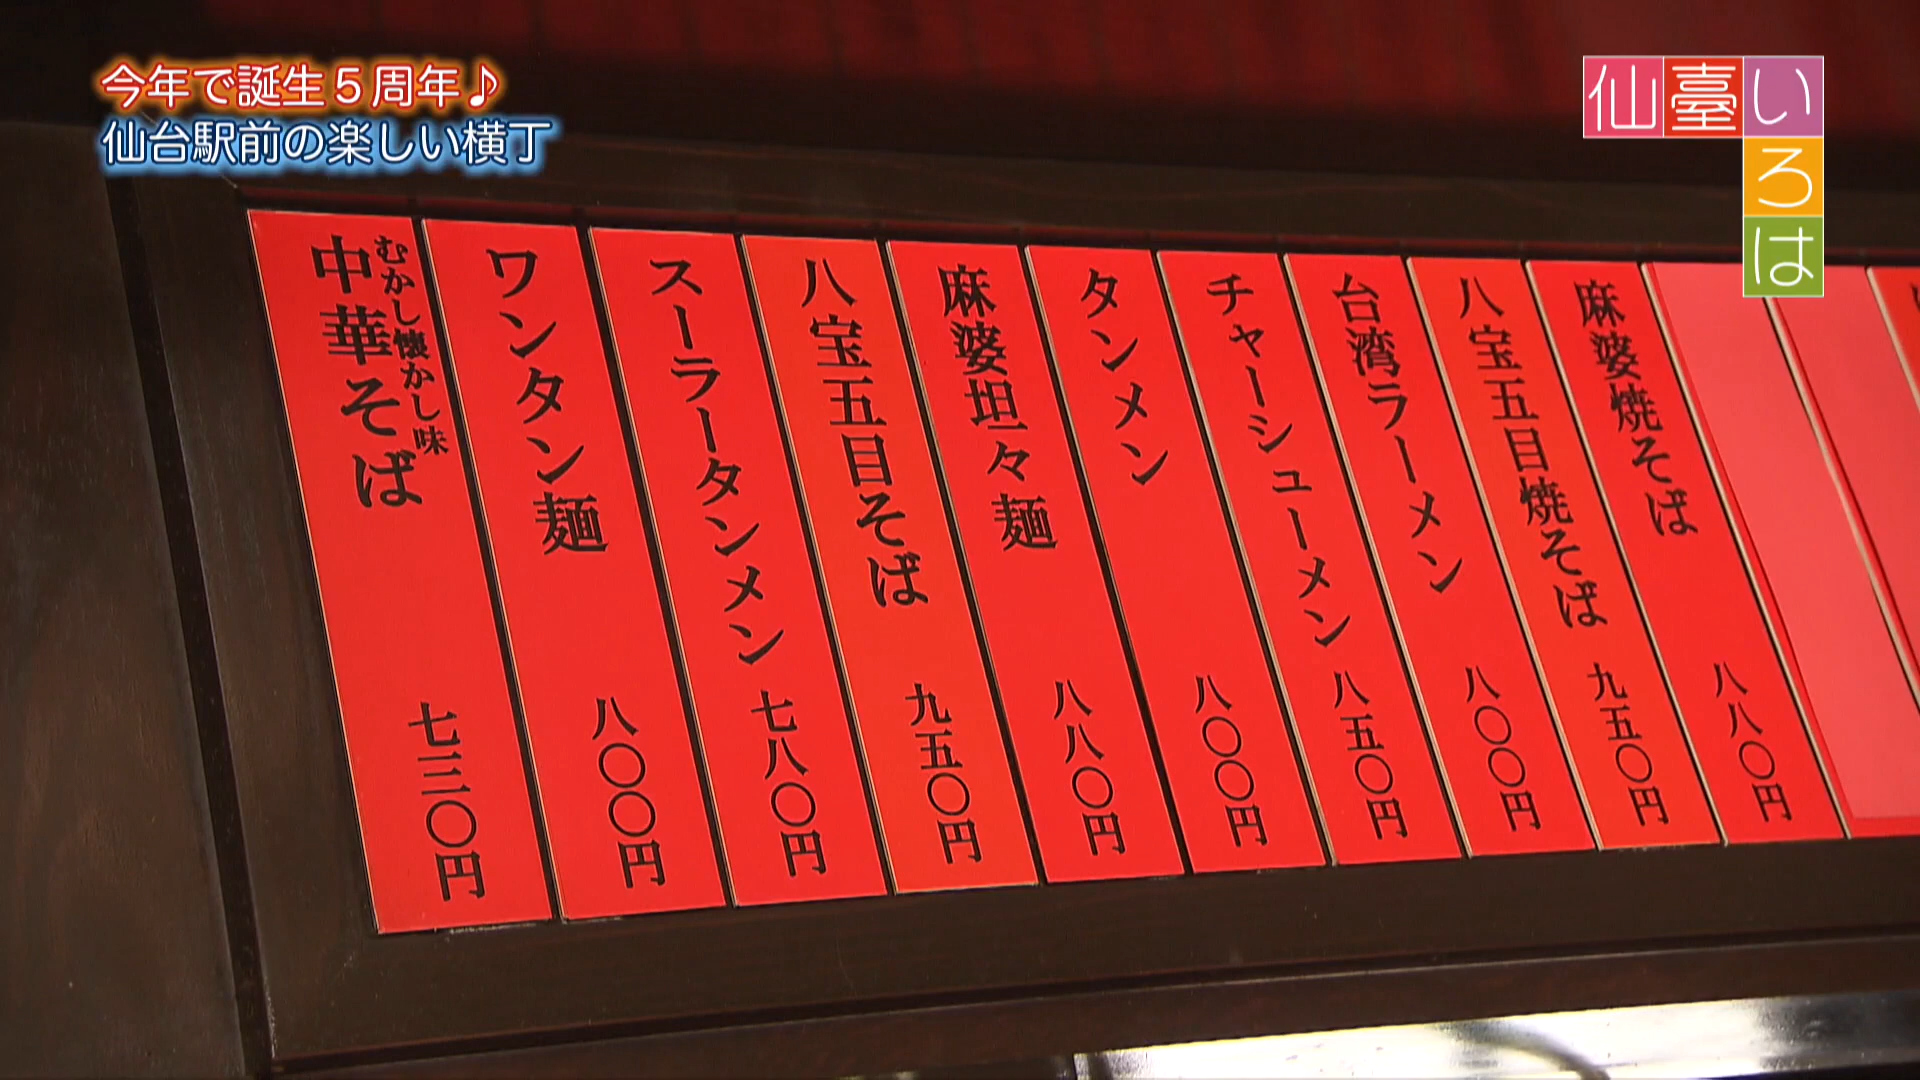 今年で誕生５周年♪
仙台駅前の楽しい横丁
仙臺いろは
むかし懐かし味
中華そば 七三〇円
ワンタン麺 八〇〇円
スーラータンメン 七八〇円
八宝五目そば 九五〇円
麻婆坦々麺 八八〇円
タンメン 八〇〇円
チャーシューメン 八五〇円
台湾ラーメン 八〇〇円
八宝五目焼そば 九五〇円
麻婆焼そば 八八〇円